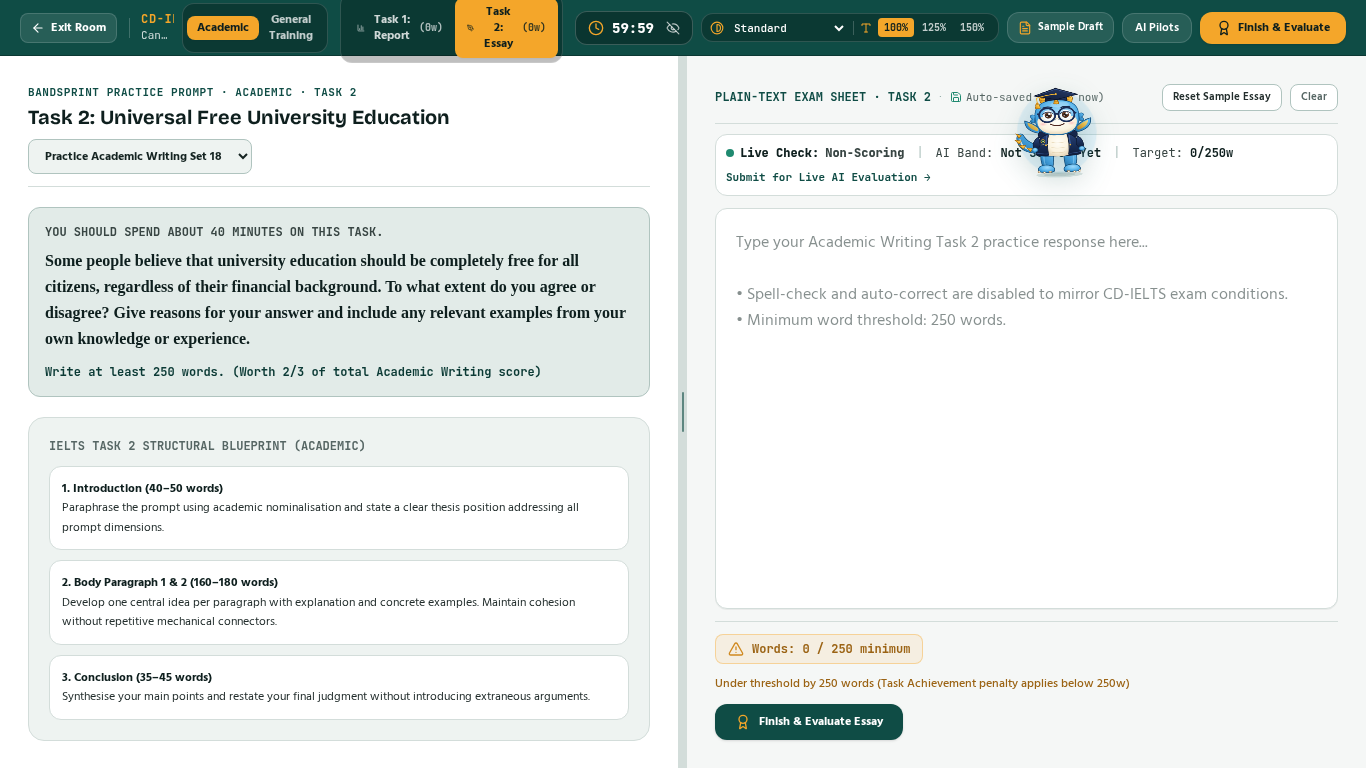 Exit Room
CD-I
Can…
Academic
General
Training
Task 1:
Report
(0w)
Task
2:
Essay
(0w)
59:59
Standard
100%
125%
150%
Sample Draft
AI Pilots
Finish & Evaluate
BANDSPRINT PRACTICE PROMPT · ACADEMIC · TASK 2
Task 2: Universal Free University Education
Practice Academic Writing Set 18
YOU SHOULD SPEND ABOUT 40 MINUTES ON THIS TASK.
Some people believe that university education should be completely free for all
citizens, regardless of their financial background. To what extent do you agree or
disagree? Give reasons for your answer and include any relevant examples from your
own knowledge or experience.
Write at least 250 words. (Worth 2/3 of total Academic Writing score)
IELTS TASK 2 STRUCTURAL BLUEPRINT (ACADEMIC)
1. Introduction (40–50 words)
Paraphrase the prompt using academic nominalisation and state a clear thesis position addressing all
prompt dimensions.
2. Body Paragraph 1 & 2 (160–180 words)
Develop one central idea per paragraph with explanation and concrete examples. Maintain cohesion
without repetitive mechanical connectors.
3. Conclusion (35–45 words)
Synthesise your main points and restate your final judgment without introducing extraneous arguments.
PLAIN-TEXT EXAM SHEET · TASK 2 · Auto-saved now)
Reset Sample Essay
Clear
Live Check: Non-Scoring | AI Band: Not Yet | Target: 0/250w
Submit for Live AI Evaluation →
Type your Academic Writing Task 2 practice response here...
• Spell-check and auto-correct are disabled to mirror CD-IELTS exam conditions.
• Minimum word threshold: 250 words.
Words: 0 / 250 minimum
Under threshold by 250 words (Task Achievement penalty applies below 250w)
Finish & Evaluate Essay